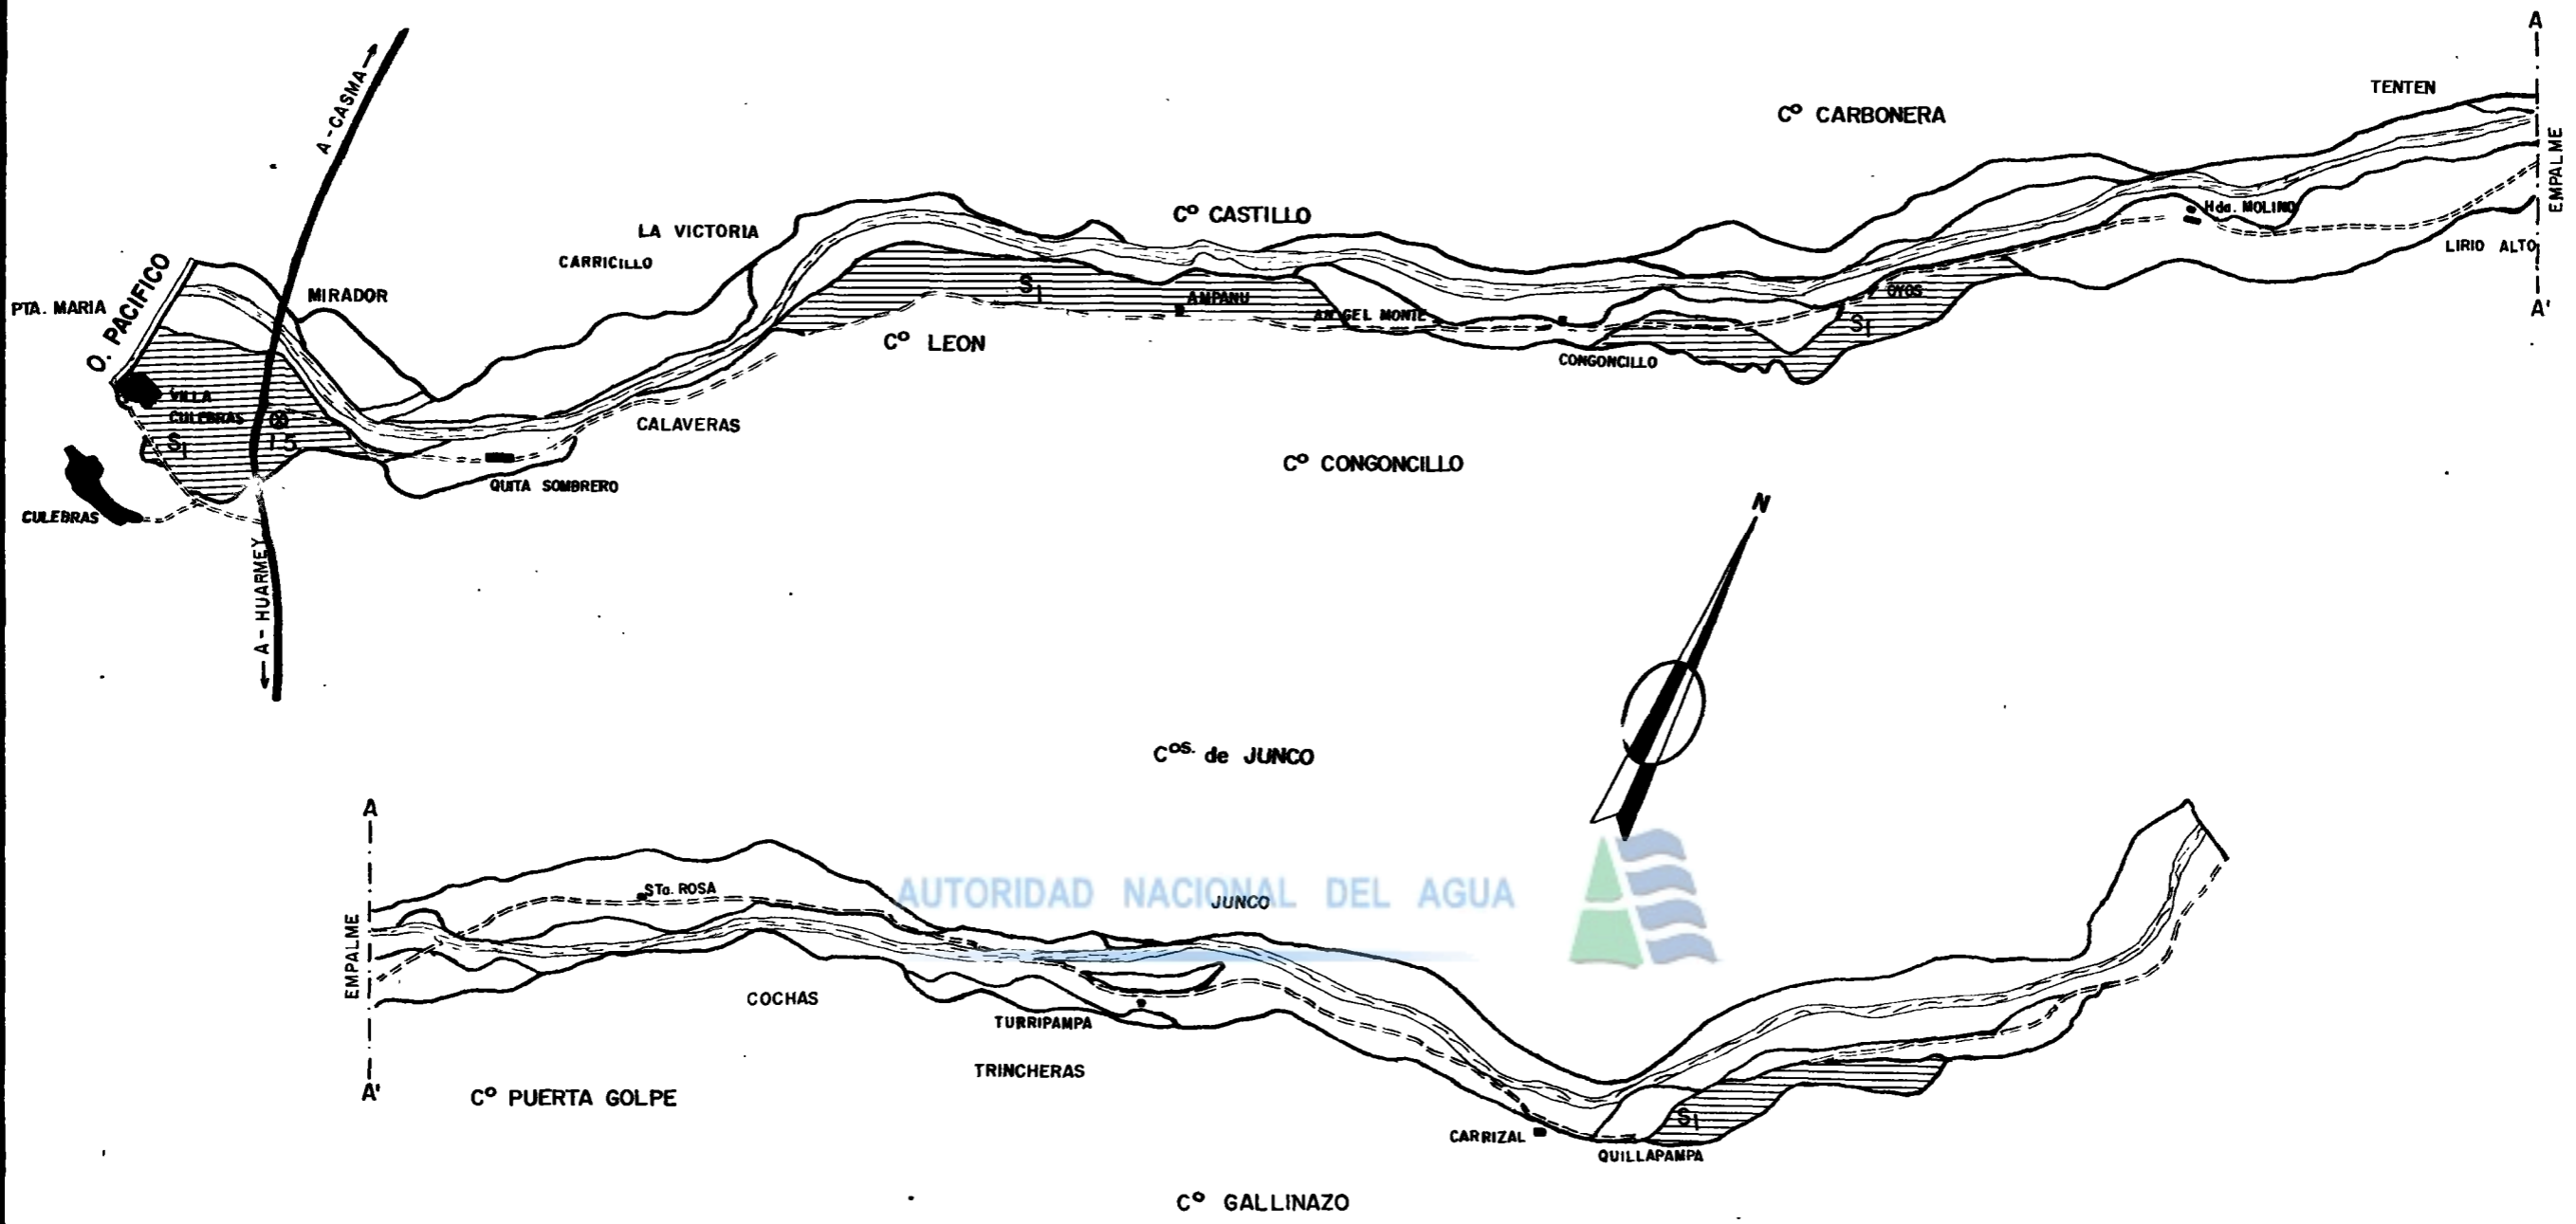 A
A - CASMA
TENTEN
Cº CARBONERA
EMPALME
Cº CASTILLO
Hda. MOLINO
LA VICTORIA
CARRICILLO
LIRIO ALTO
O. PACIFICO
PTA. MARIA
MIRADOR
S1
AMPANU
OYOS
A'
ANGEL MONTE
S1
Cº LEON
CONGONCILLO
VILLA
CULEBRAS
CALAVERAS
S1
15
Cº CONGONCILLO
QUITA SOMBRERO
CULEBRAS
N
A - HUARMEY
Cos. de JUNCO
A
STa. ROSA
AUTORIDAD NACIONAL DEL AGUA
JUNCO
EMPALME
COCHAS
TURRIPAMPA
TRINCHERAS
A'
Cº PUERTA GOLPE
S1
CARRIZAL
QUILLAPAMPA
Cº GALLINAZO